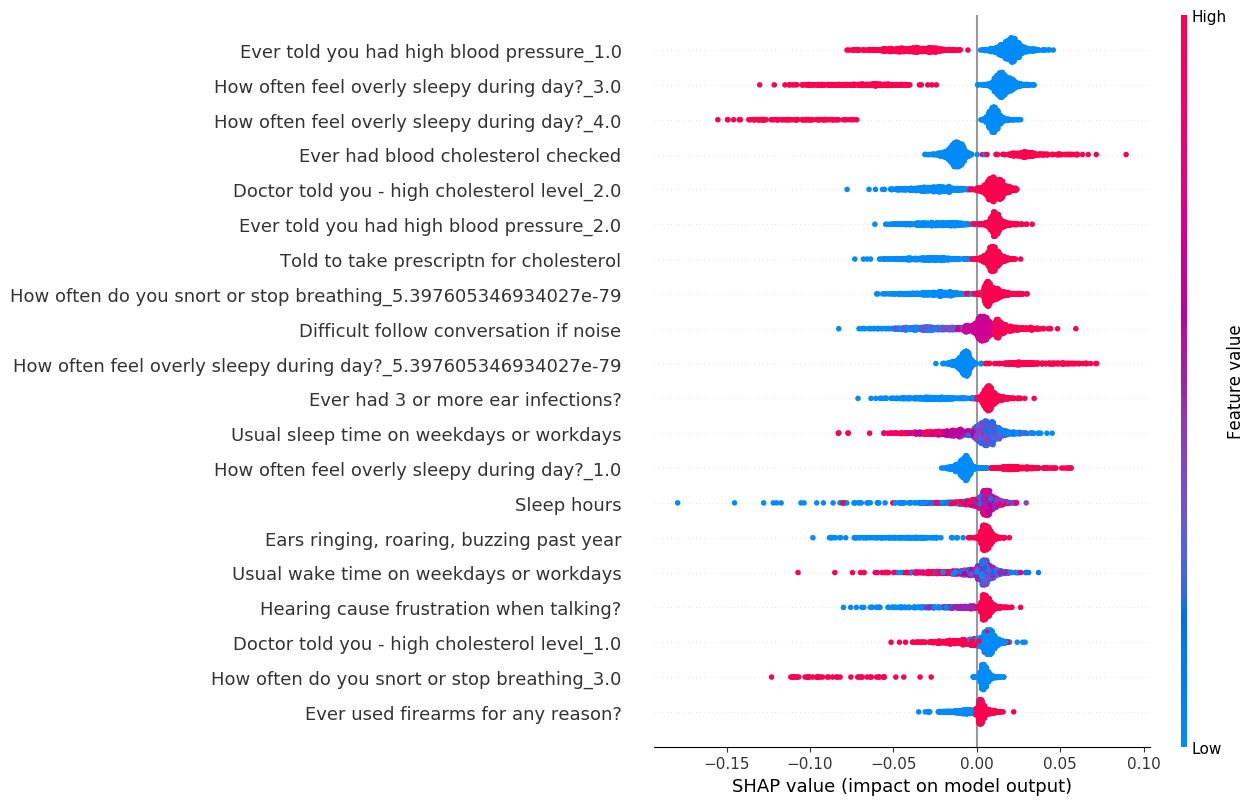 High
Ever told you had high blood pressure_1.0
How often feel overly sleepy during day?_3.0
How often feel overly sleepy during day?_4.0
Ever had blood cholesterol checked
Doctor told you - high cholesterol level_2.0
Ever told you had high blood pressure_2.0
Told to take prescriptn for cholesterol
How often do you snort or stop breathing_5.397605346934027e-79
Difficult follow conversation if noise
How often feel overly sleepy during day?_5.397605346934027e-79
Ever had 3 or more ear infections?
Usual sleep time on weekdays or workdays
How often feel overly sleepy during day?_1.0
Sleep hours
Ears ringing, roaring, buzzing past year
Usual wake time on weekdays or workdays
Hearing cause frustration when talking?
Doctor told you - high cholesterol level_1.0
How often do you snort or stop breathing_3.0
Ever used firearms for any reason?
Feature value
Low
−0.15 −0.10 −0.05 0.00 0.05 0.10
SHAP value (impact on model output)